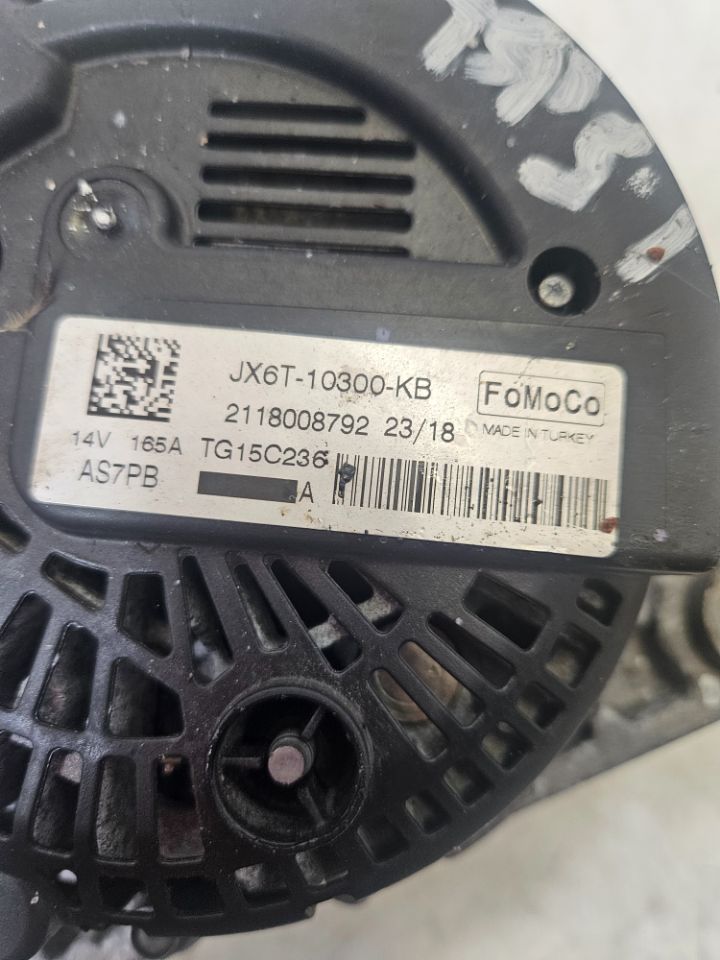 JX6T-10300-KB
FoMoCo
2118008792 23/18
MADE IN TURKEY
14V 165A TG15C236
AS7PB
A